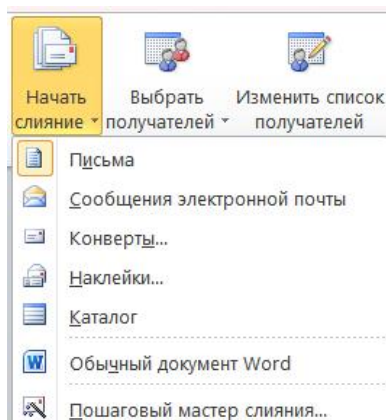 Начать слияние
Выбрать получателей
Изменить список получателей
Письма
Сообщения электронной почты
Конверты...
Наклейки...
Каталог
Обычный документ Word
Пошаговый мастер слияния...